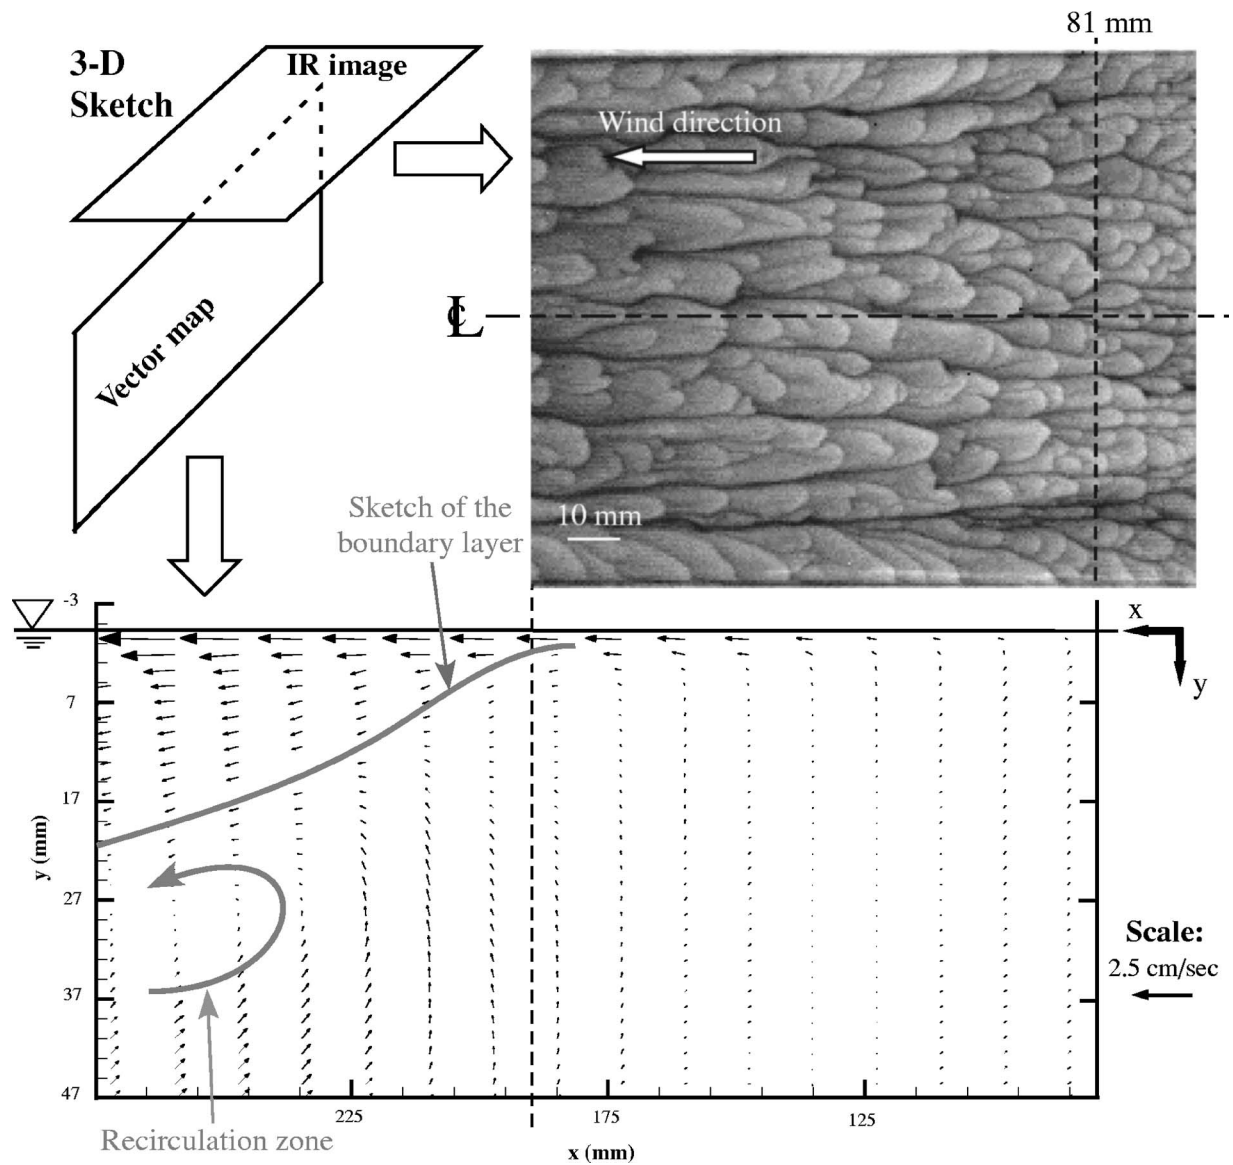 3-D
Sketch
IR image
Vector map
81 mm
Wind direction
℄
10 mm
Sketch of the
boundary layer
x
y
-3
7
17
27
37
47
y (mm)
Scale:
2.5 cm/sec
225
175
125
Recirculation zone
x (mm)